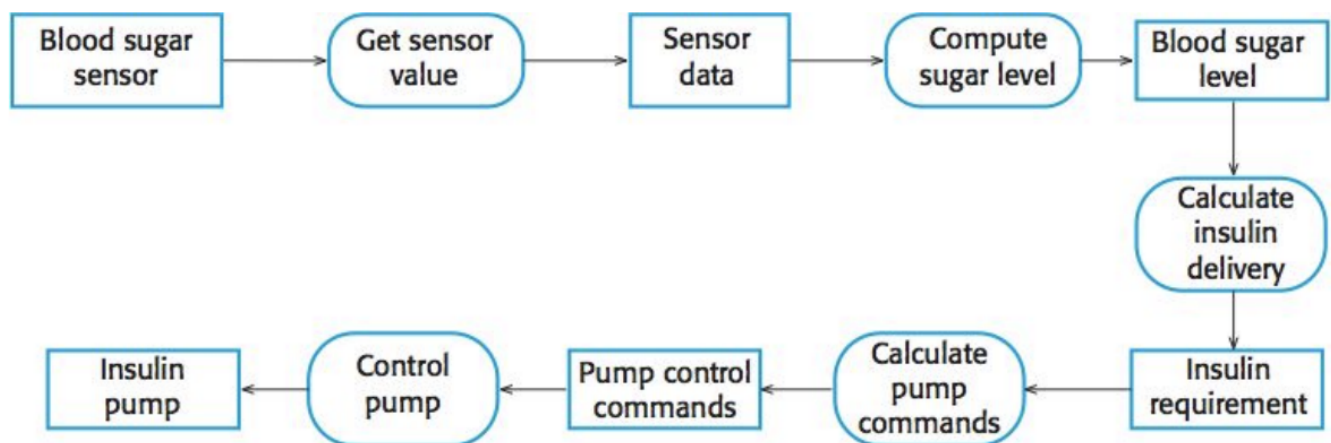 Blood sugar
sensor
Get sensor
value
Sensor
data
Compute
sugar level
Blood sugar
level
Calculate
insulin
delivery
Insulin
requirement
Calculate
pump
commands
Pump control
commands
Control
pump
Insulin
pump